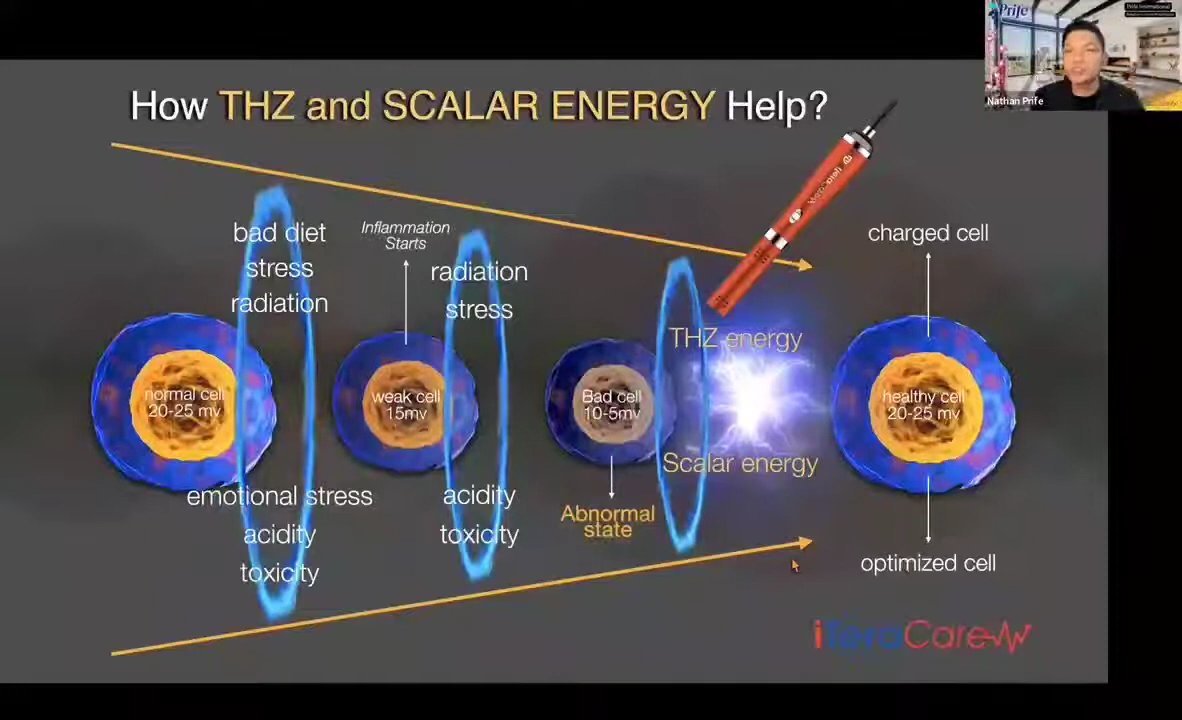 Prife
Prife International
Nathan Prife
How THZ and SCALAR ENERGY Help?
bad diet
stress
radiation
Inflammation
Starts
radiation
stress
charged cell
THZ energy
normal cell
20-25 mv
weak cell
15mv
Bad cell
10-5mv
healthy cell
20-25 mv
Scalar energy
emotional stress
acidity
toxicity
acidity
toxicity
Abnormal
state
optimized cell
iTeraCare